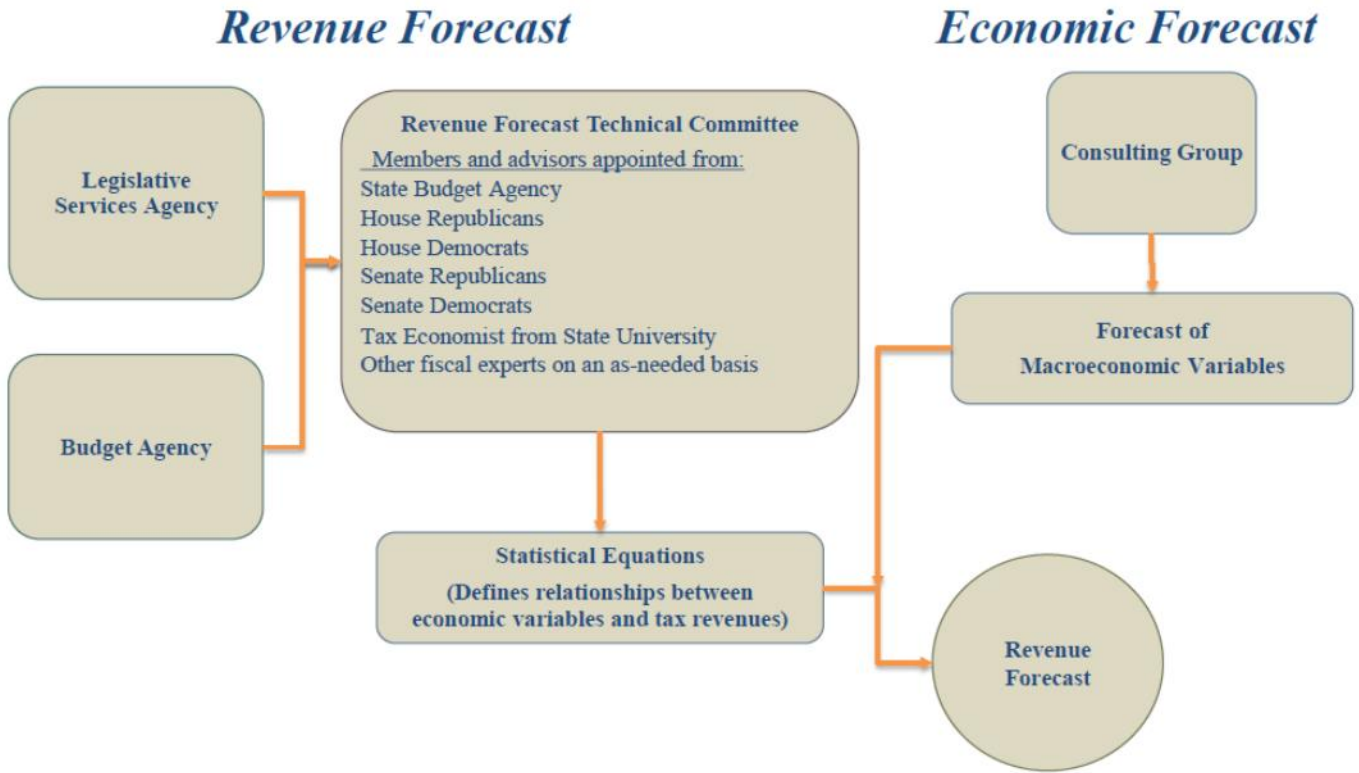 Revenue Forecast
Economic Forecast
Legislative
Services Agency
Budget Agency
Revenue Forecast Technical Committee
Members and advisors appointed from:
State Budget Agency
House Republicans
House Democrats
Senate Republicans
Senate Democrats
Tax Economist from State University
Other fiscal experts on an as-needed basis
Consulting Group
Forecast of
Macroeconomic Variables
Statistical Equations
(Defines relationships between
economic variables and tax revenues)
Revenue
Forecast